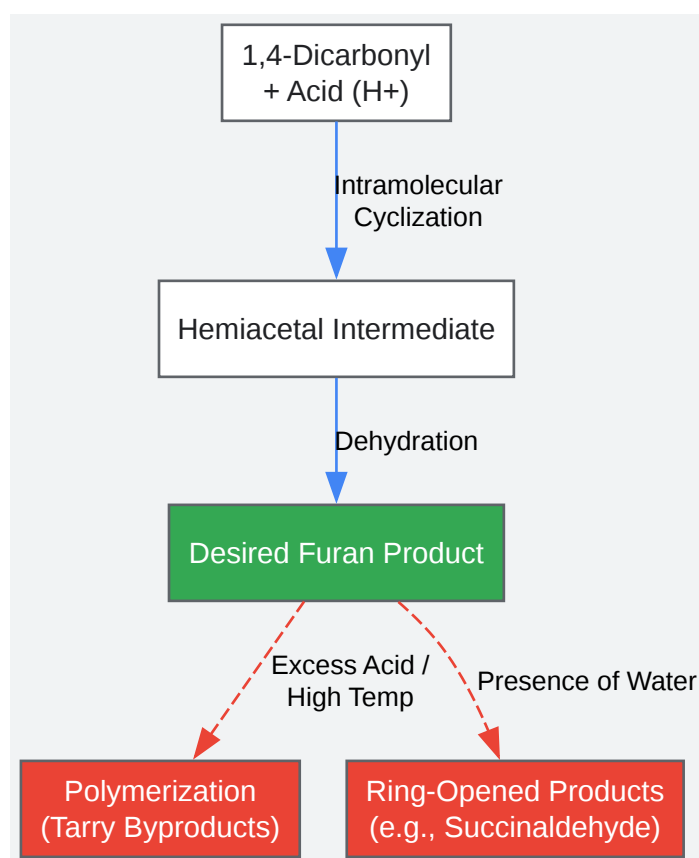 1,4-Dicarbonyl
+ Acid (H+)
Intramolecular
Cyclization
Hemiacetal Intermediate
Dehydration
Desired Furan Product
Excess Acid /
High Temp
Presence of Water
Polymerization
(Tarry Byproducts)
Ring-Opened Products
(e.g., Succinaldehyde)